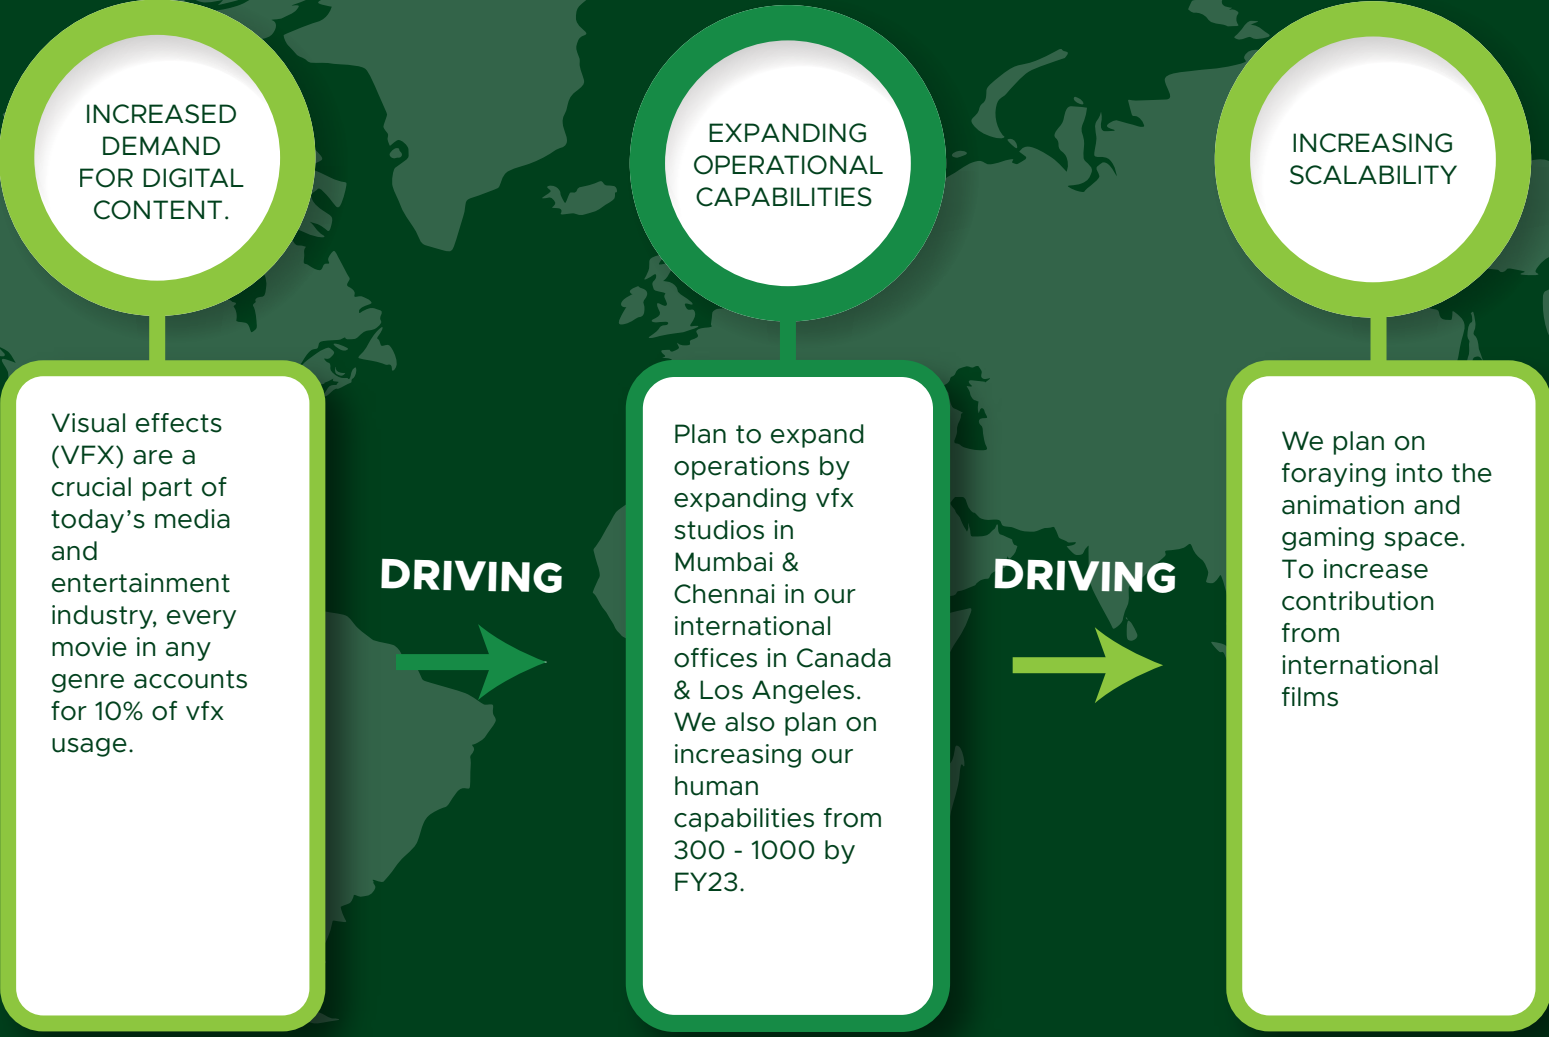 INCREASED
DEMAND
FOR DIGITAL
CONTENT.
Visual effects
(VFX) are a
crucial part of
today’s media
and
entertainment
industry, every
movie in any
genre accounts
for 10% of vfx
usage.
DRIVING
EXPANDING
OPERATIONAL
CAPABILITIES
Plan to expand
operations by
expanding vfx
studios in
Mumbai &
Chennai in our
international
offices in Canada
& Los Angeles.
We also plan on
increasing our
human
capabilities from
300 - 1000 by
FY23.
DRIVING
INCREASING
SCALABILITY
We plan on
foraying into the
animation and
gaming space.
To increase
contribution
from
international
films